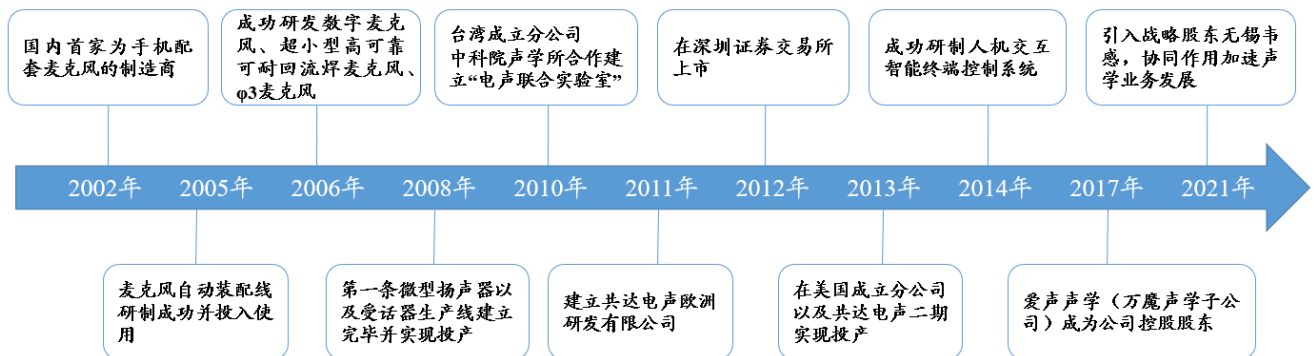 国内首家为手机配
套麦克风的制造商
成功研发数字麦克
风、超小型高可靠
可耐回流焊麦克风、
φ3麦克风
台湾成立分公司
中科院声学所合作建
立“电声联合实验室”
在深圳证券交易所
上市
成功研制人机交互
智能终端控制系统
引入战略股东无锡韦
感，协同作用加速声
学业务发展
2002年
2005年
2006年
2008年
2010年
2011年
2012年
2013年
2014年
2017年
2021年
麦克风自动装配线
研制成功并投入使
用
第一条微型扬声器以
及受话器生产线建立
完毕并实现投产
建立共达电声欧洲
研发有限公司
在美国成立分公司
以及共达电声二期
实现投产
爱声声学（万魔声学子公
司）成为公司控股股东